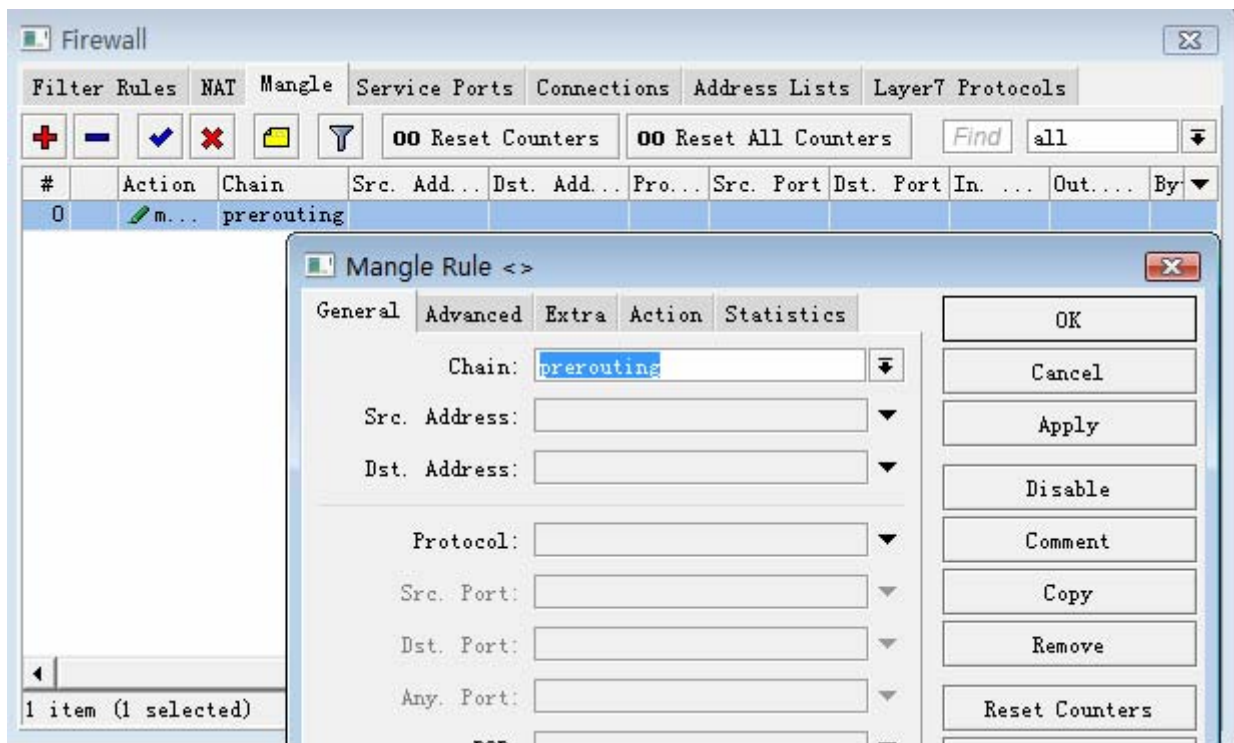 Firewall
Filter Rules NAT Mangle Service Ports Connections Address Lists Layer7 Protocols
00 Reset Counters 00 Reset All Counters Find all
# Action Chain Src. Add... Dst. Add... Pro... Src. Port Dst. Port In. ... Out.... By
0 m... prerouting
Mangle Rule <>
General Advanced Extra Action Statistics
OK
Chain: prerouting
Cancel
Src. Address:
Apply
Dst. Address:
Disable
Protocol:
Comment
Src. Port:
Copy
Dst. Port:
Remove
Any. Port:
Reset Counters
1 item (1 selected)